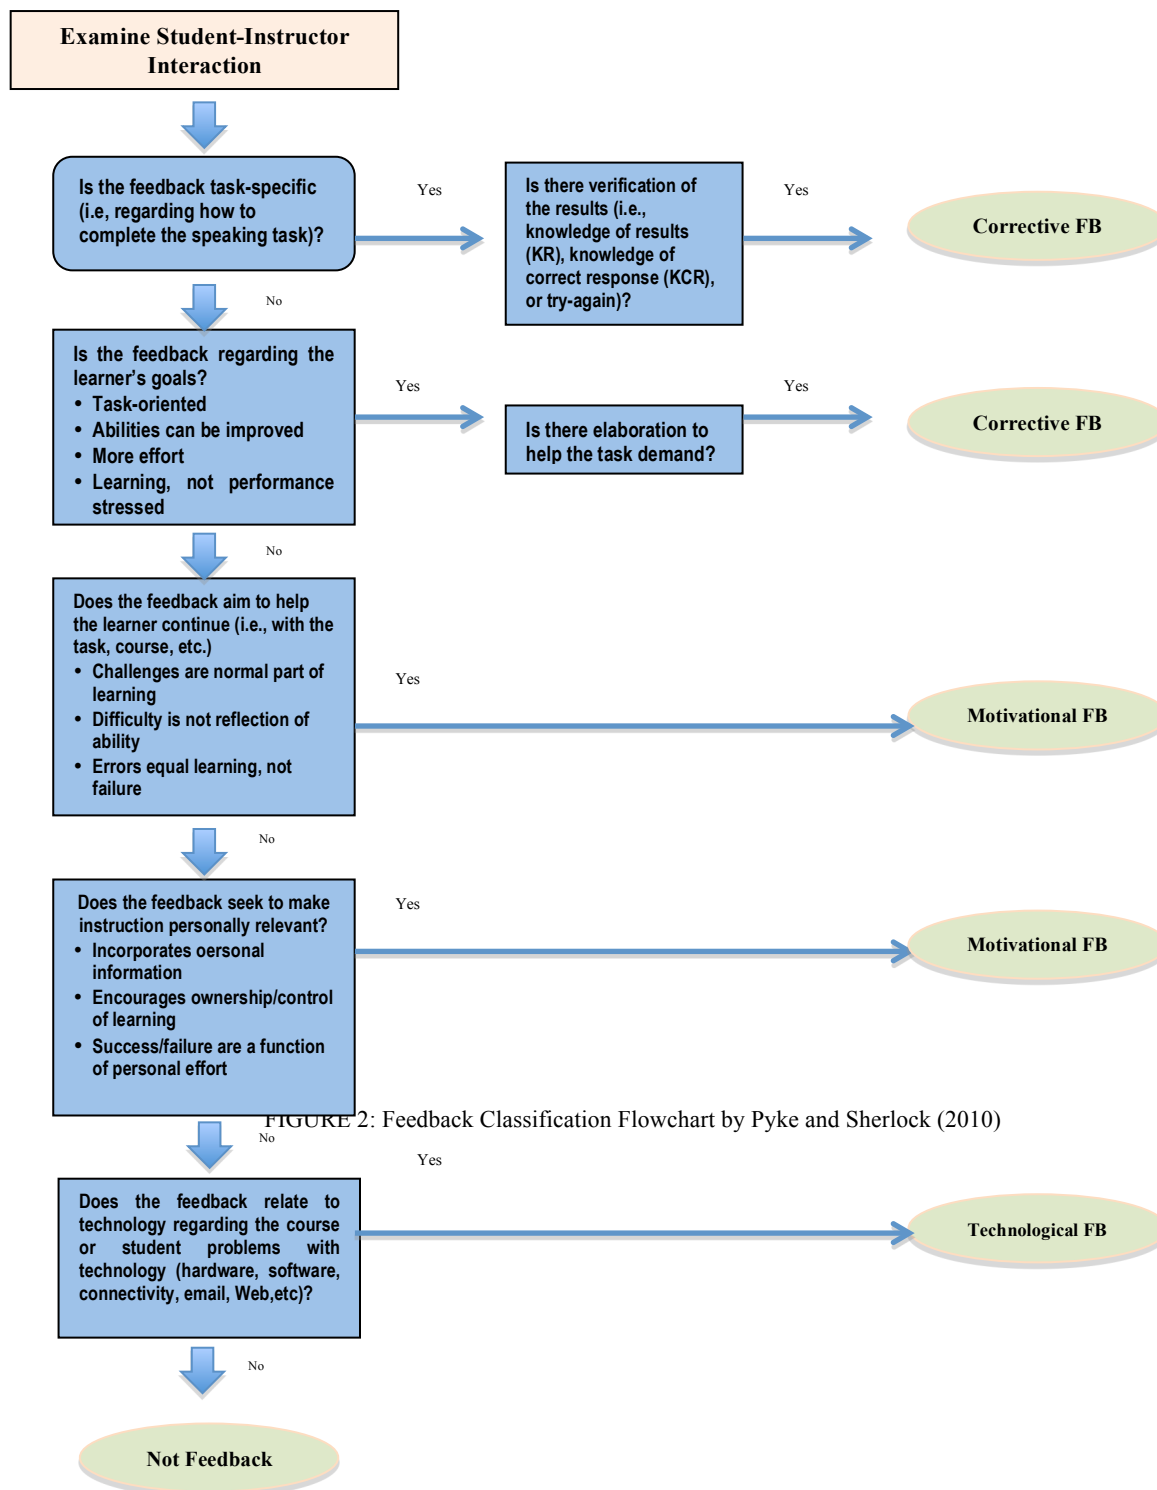 Examine Student-Instructor
Interaction
Is the feedback task-specific
(i.e, regarding how to
complete the speaking task)?
Yes
Is there verification of
the results (i.e.,
knowledge of results
(KR), knowledge of
correct response (KCR),
or try-again)?
Yes
Corrective FB
No
Is the feedback regarding the
learner's goals?
• Task-oriented
• Abilities can be improved
• More effort
• Learning, not performance
stressed
Yes
Is there elaboration to
help the task demand?
Yes
Corrective FB
No
Does the feedback aim to help
the learner continue (i.e., with the
task, course, etc.)
• Challenges are normal part of
learning
• Difficulty is not reflection of
ability
• Errors equal learning, not
failure
Yes
Motivational FB
No
Does the feedback seek to make
instruction personally relevant?
• Incorporates oersonal
information
• Encourages ownership/control
of learning
• Success/failure are a function
of personal effort
Yes
Motivational FB
FIGURE 2: Feedback Classification Flowchart by Pyke and Sherlock (2010)
No
Yes
Does the feedback relate to
technology regarding the course
or student problems with
technology (hardware, software,
connectivity, email, Web,etc)?
Technological FB
No
Not Feedback